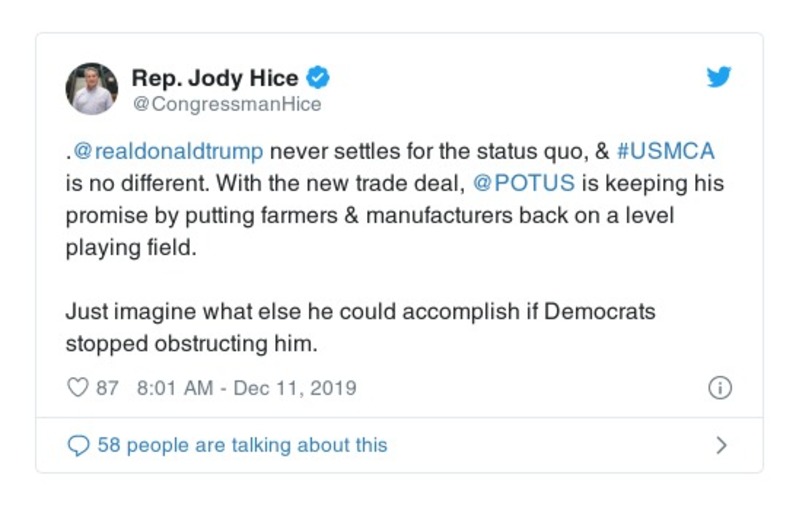 Rep. Jody Hice
@CongressmanHice
.@realdonaldtrump never settles for the status quo, & #USMCA
is no different. With the new trade deal, @POTUS is keeping his
promise by putting farmers & manufacturers back on a level
playing field.
Just imagine what else he could accomplish if Democrats
stopped obstructing him.
87 8:01 AM - Dec 11, 2019
58 people are talking about this